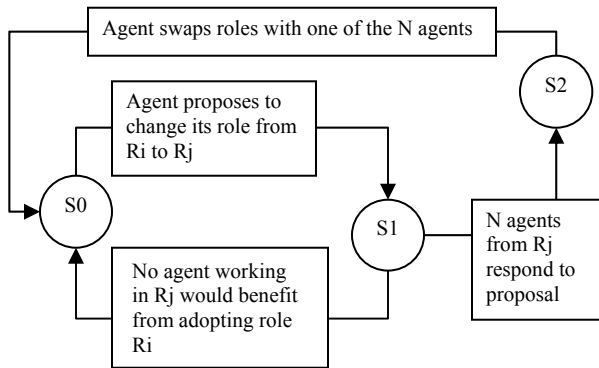 Agent swaps roles with one of the N agents
S2
Agent proposes to
change its role from
Ri to Rj
S0
S1
N agents
from Rj
respond to
proposal
No agent working
in Rj would benefit
from adopting role
Ri